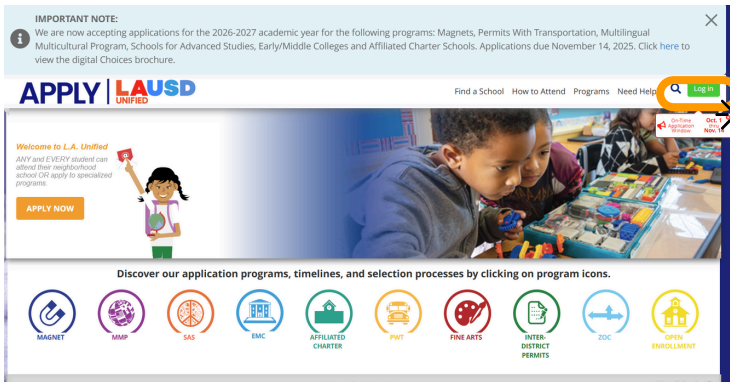 IMPORTANT NOTE:
We are now accepting applications for the 2026-2027 academic year for the following programs: Magnets, Permits With Transportation, Multilingual
Multicultural Program, Schools for Advanced Studies, Early/Middle Colleges and Affiliated Charter Schools. Applications due November 14, 2025. Click here to
view the digital Choices brochure.
APPLY | LAUSD
UNIFIED
Find a School How to Attend Programs Need Help Log in
On-Time
Application
Window
Oct. 1
thru
Nov. 14
Welcome to L.A. Unified
ANY and EVERY student can
attend their neighborhood
school OR apply to specialized
programs.
APPLY NOW
Discover our application programs, timelines, and selection processes by clicking on program icons.
MAGNET
MMP
SAS
EMC
AFFILIATED
CHARTER
PWT
FINE ARTS
INTER-
DISTRICT
PERMITS
ZOC
OPEN
ENROLLMENT